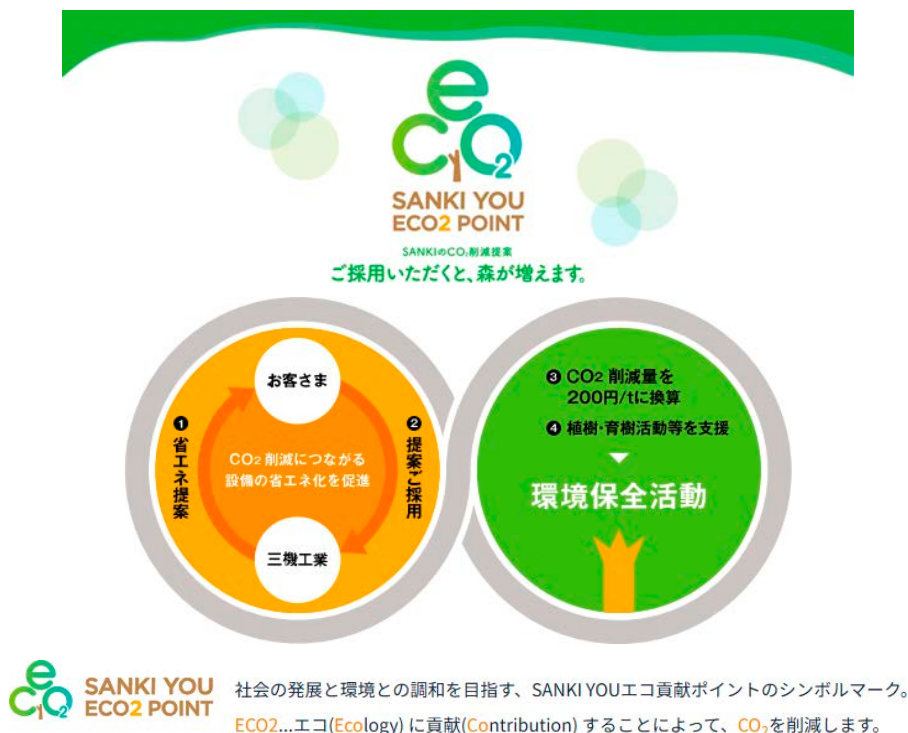 eCO2
SANKI YOU
ECO2 POINT
SANKIのCO₂削減提案
ご採用いただくと、森が増えます。
お客さま
❶省エネ提案
❷提案ご採用
CO2 削減につながる
設備の省エネ化を促進
三機工業
❸ CO2 削減量を
200円/tに換算
❹ 植樹・育樹活動等を支援
環境保全活動
eCO2
SANKI YOU
ECO2 POINT
社会の発展と環境との調和を目指す、SANKI YOUエコ貢献ポイントのシンボルマーク。
ECO2...エコ(Ecology) に貢献(Contribution) することによって、CO₂を削減します。